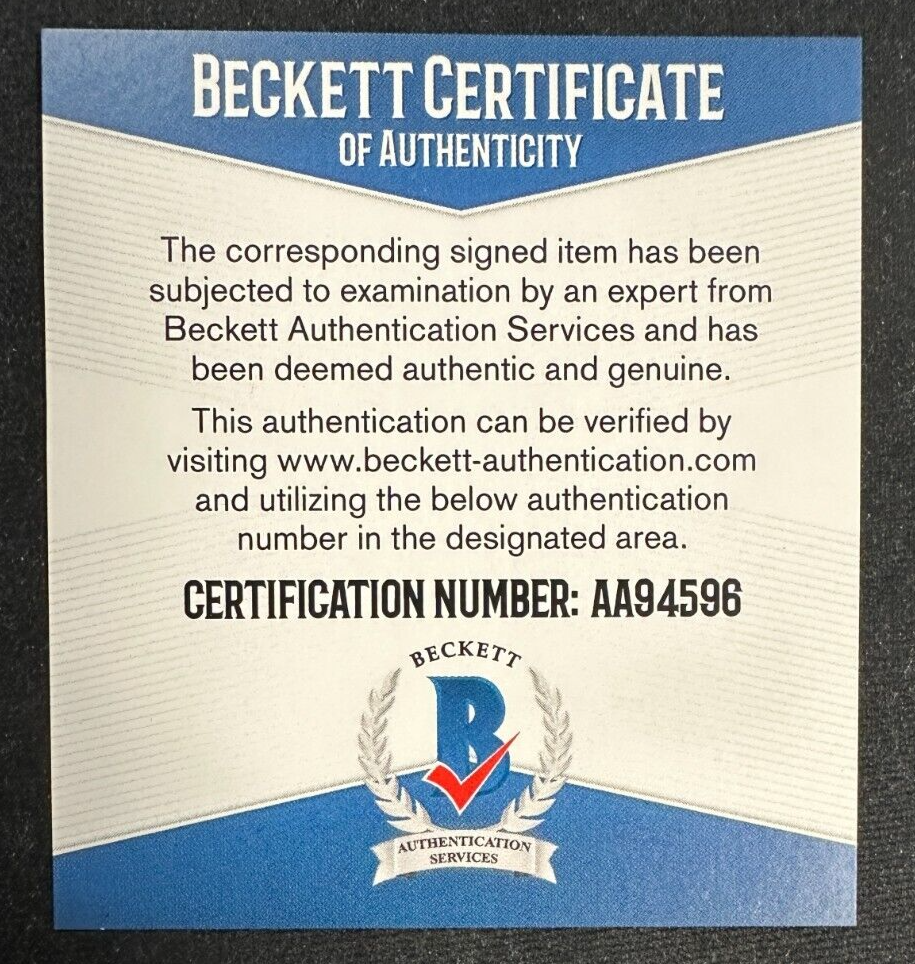 BECKETT CERTIFICATE
OF AUTHENTICITY
The corresponding signed item has been
subjected to examination by an expert from
Beckett Authentication Services and has
been deemed authentic and genuine.
This authentication can be verified by
visiting www.beckett-authentication.com
and utilizing the below authentication
number in the designated area.
CERTIFICATION NUMBER: AA94596
BECKETT
B
AUTHENTICATION
SERVICES